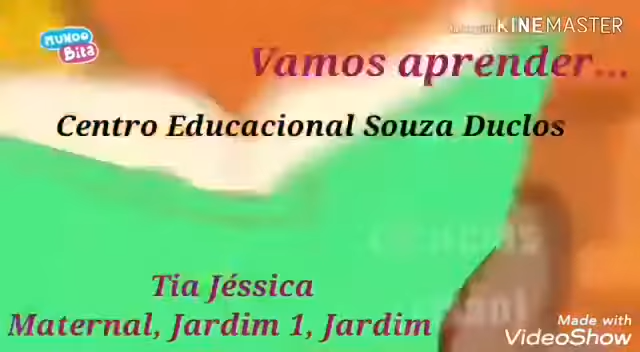 MUNDO
Bita
KINEMASTER
Vamos aprender...
Centro Educacional Souza Duclos
Tia Jéssica
Maternal, Jardim 1, Jardim
Made with
VideoShow